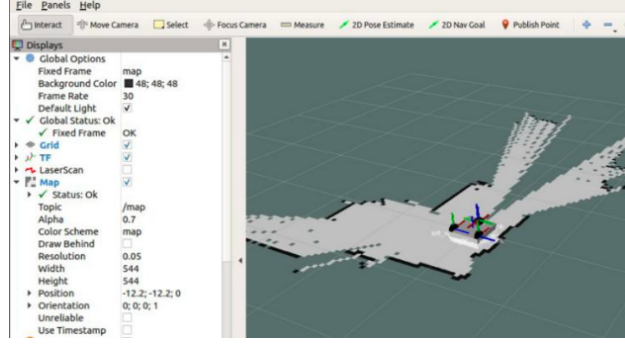 File Panels Help
Interact Move Camera Select Focus Camera Measure 2D Pose Estimate 2D Nav Goal Publish Point
Displays
Global Options
Fixed Frame map
Background Color 48; 48; 48
Frame Rate 30
Default Light
Global Status: Ok
Fixed Frame OK
Grid
TF
LaserScan
Map
Status: Ok
Topic /map
Alpha 0.7
Color Scheme map
Draw Behind
Resolution 0.05
Width 544
Height 544
Position -12.2; -12.2; 0
Orientation 0; 0; 0; 1
Unreliable
Use Timestamp